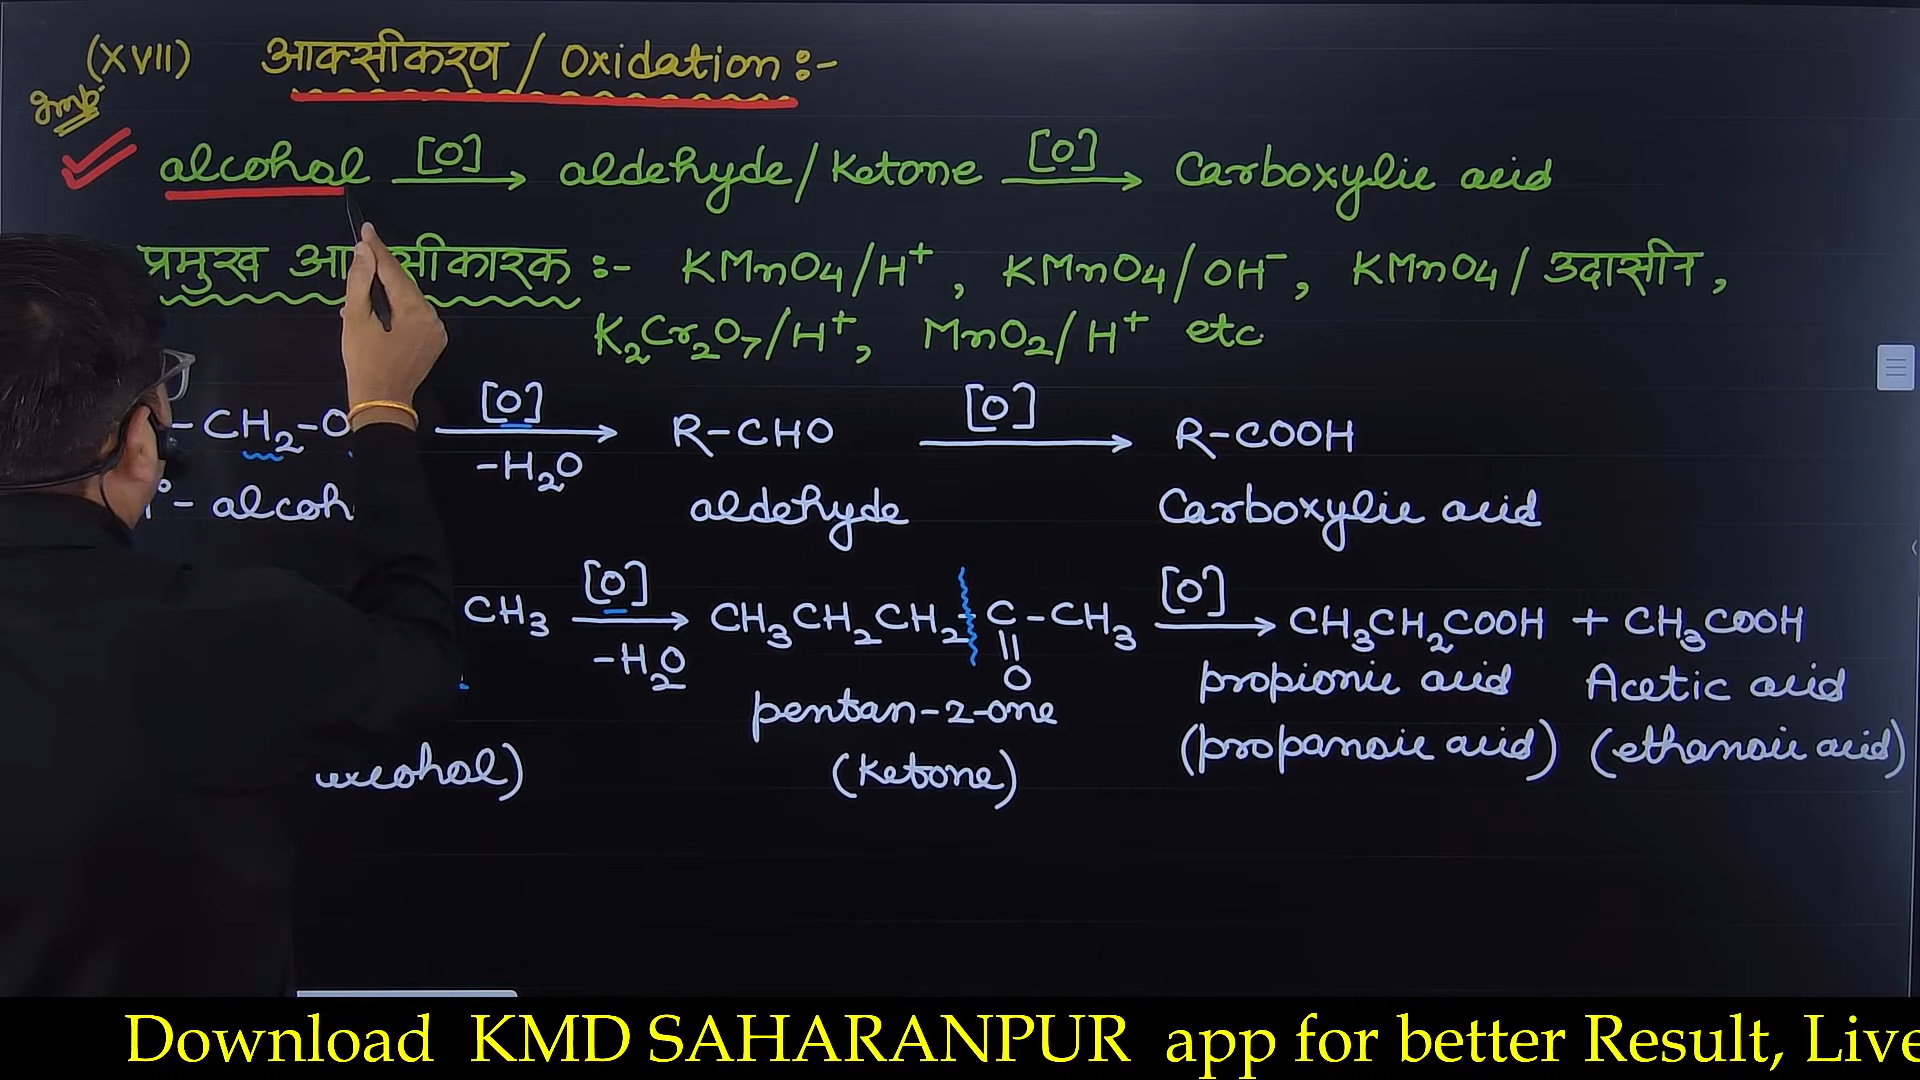 (XVII) आक्सीकरण / Oxidation :-
Imp.
alcohol [O] → aldehyde/Ketone [O] → Carboxylic acid
प्रमुख आ सीकारक :- KMnO4/H⁺, KMnO4/OH⁻, KMnO4/उदासीन,
K₂Cr₂O₇/H⁺, MnO₂/H⁺ etc
-CH₂-O [O] → -H₂O R-CHO [O] → R-COOH
1°- alcoh aldehyde Carboxylic acid
CH₃ [O] → -H₂O CH₃CH₂CH₂-C-CH₃ [O] → CH₃CH₂COOH + CH₃COOH
||
O
pentan-2-one propionic acid Acetic acid
cohol) (Ketone) (propanoic acid) (ethanoic acid)
Download KMD SAHARANPUR app for better Result, Live